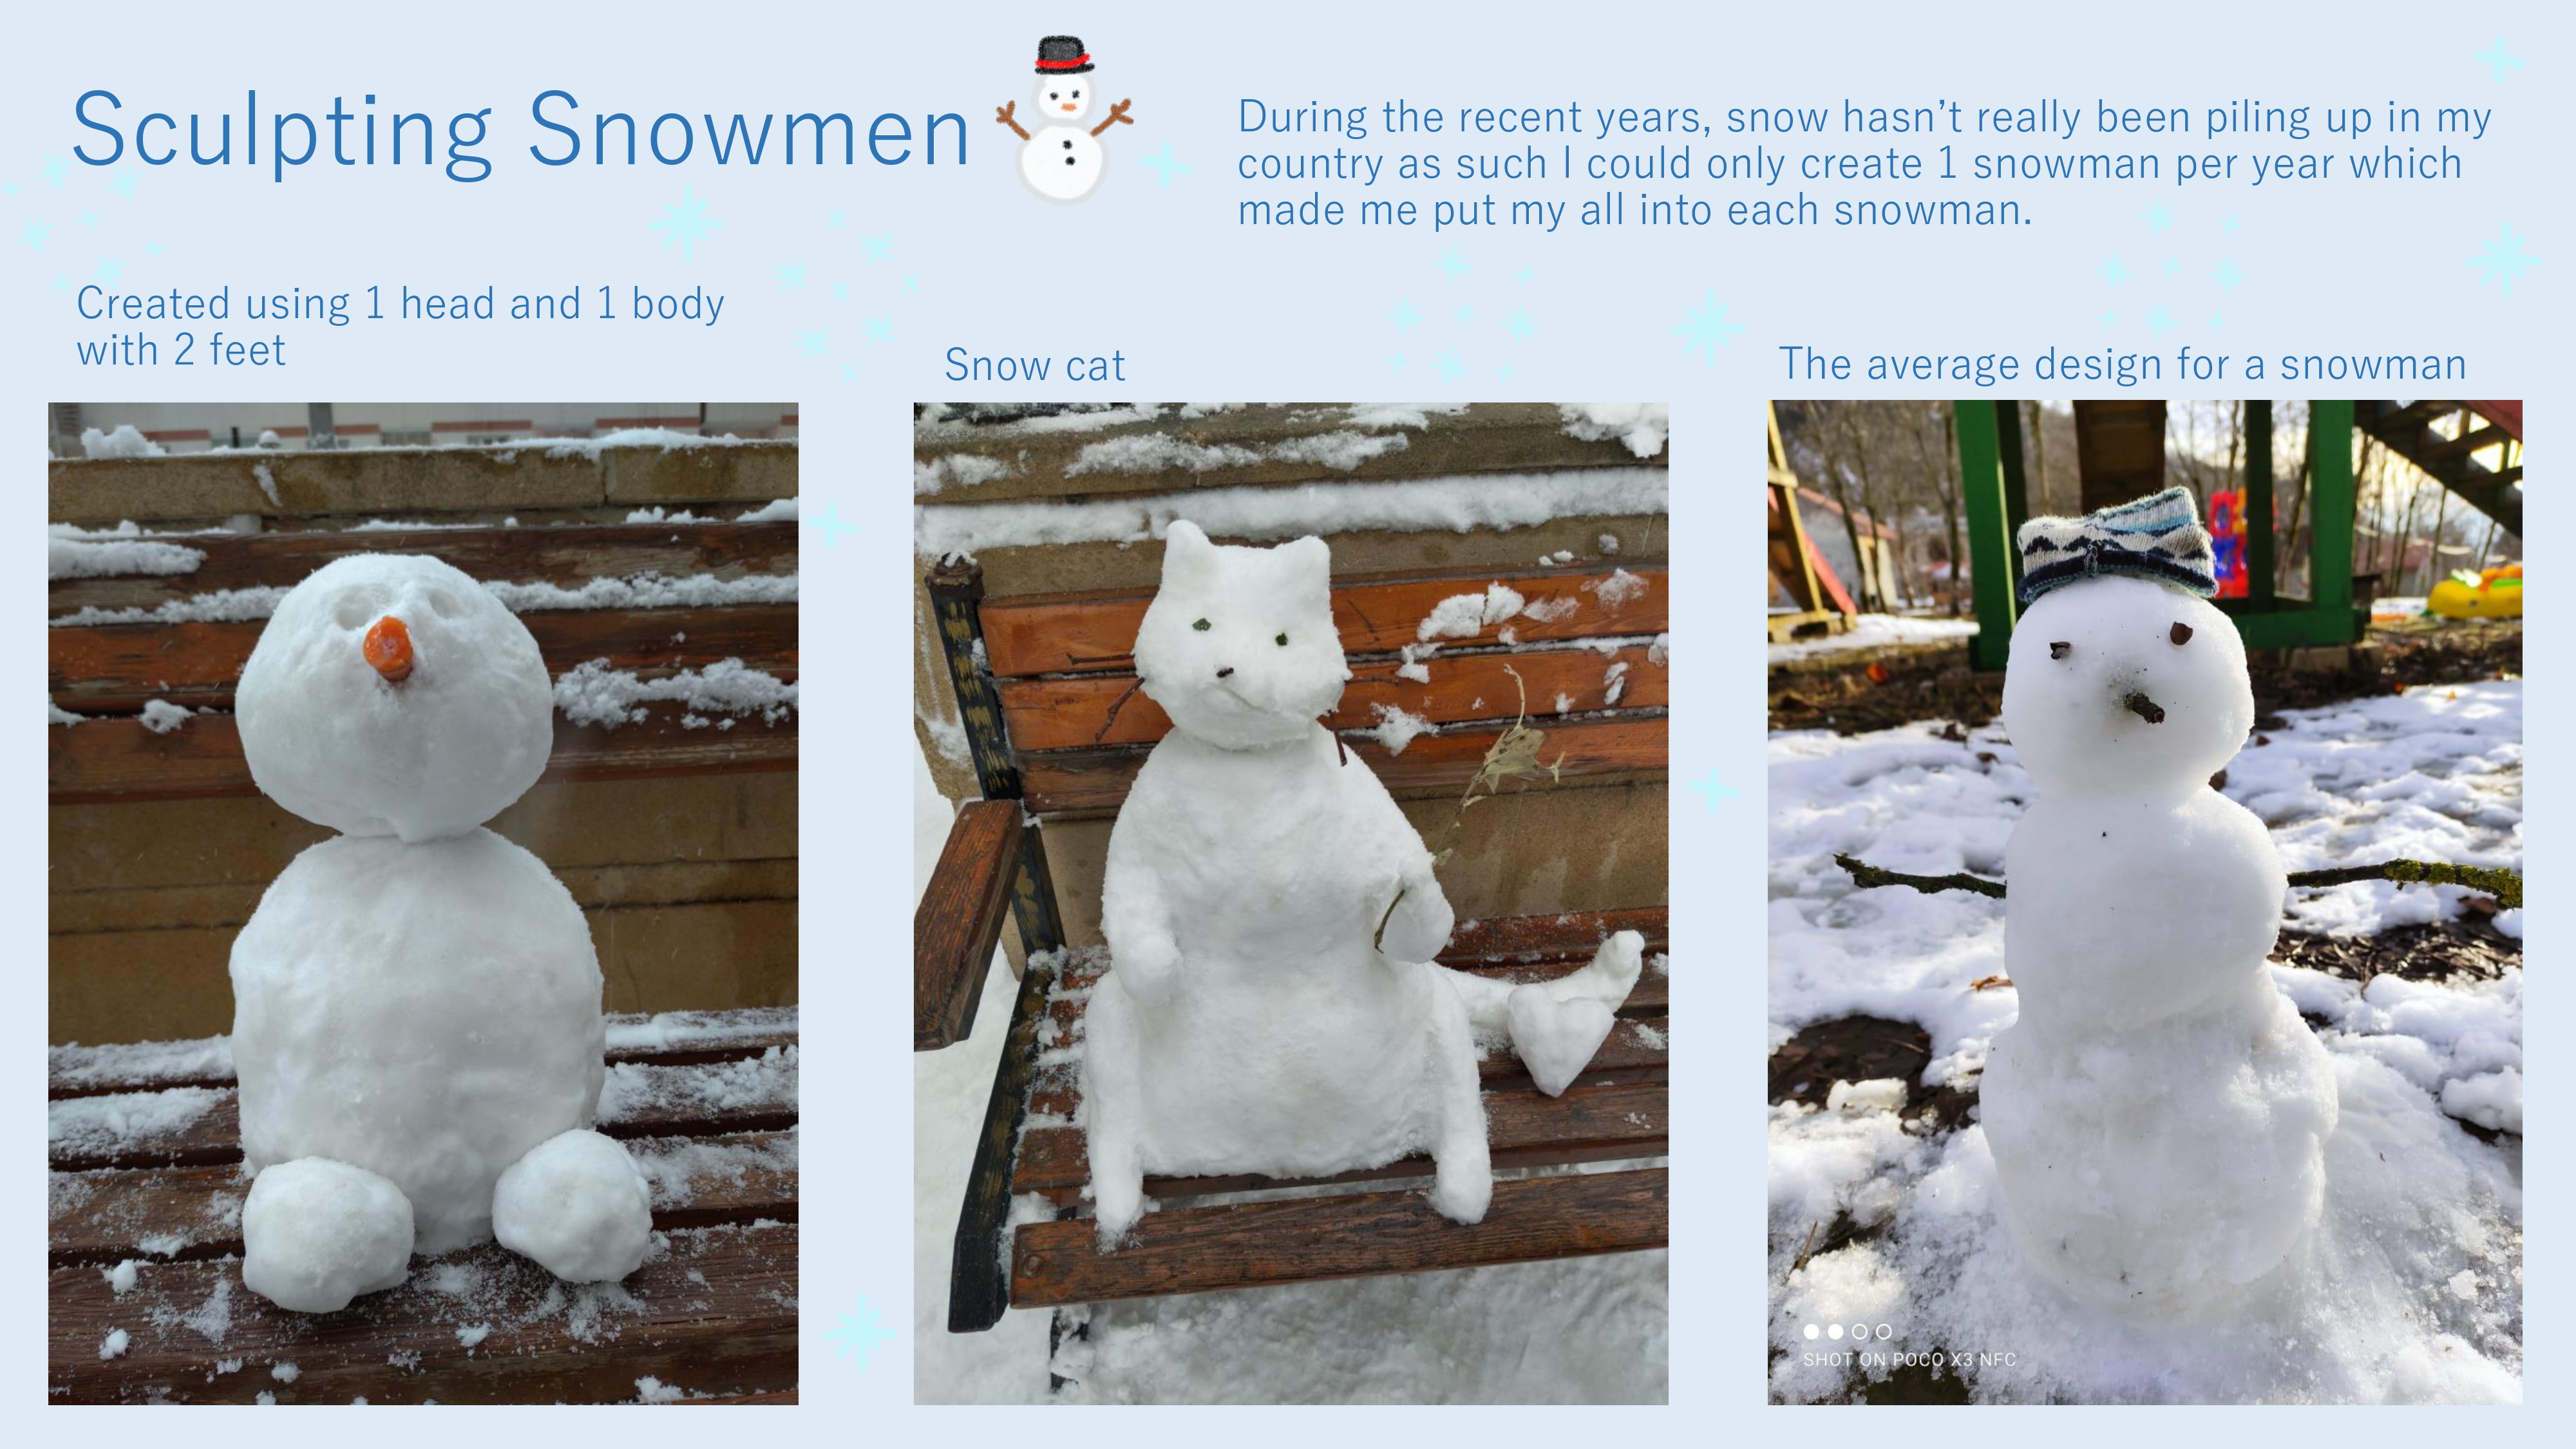 Sculpting Snowmen
During the recent years, snow hasn’t really been piling up in my
country as such I could only create 1 snowman per year which
made me put my all into each snowman.
Created using 1 head and 1 body
with 2 feet
Snow cat
The average design for a snowman
SHOT ON POCO X3 NFC